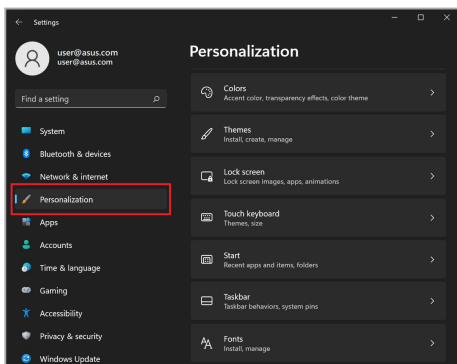 Settings
user@asus.com
user@asus.com
Find a setting
System
Bluetooth & devices
Network & internet
Personalization
Apps
Accounts
Time & language
Gaming
Accessibility
Privacy & security
Windows Update
Personalization
Colors
Accent color, transparency effects, color theme
Themes
Install, create, manage
Lock screen
Lock screen images, apps, animations
Touch keyboard
Themes, size
Start
Recent apps and items, folders
Taskbar
Taskbar behaviors, system pins
Fonts
Install, manage